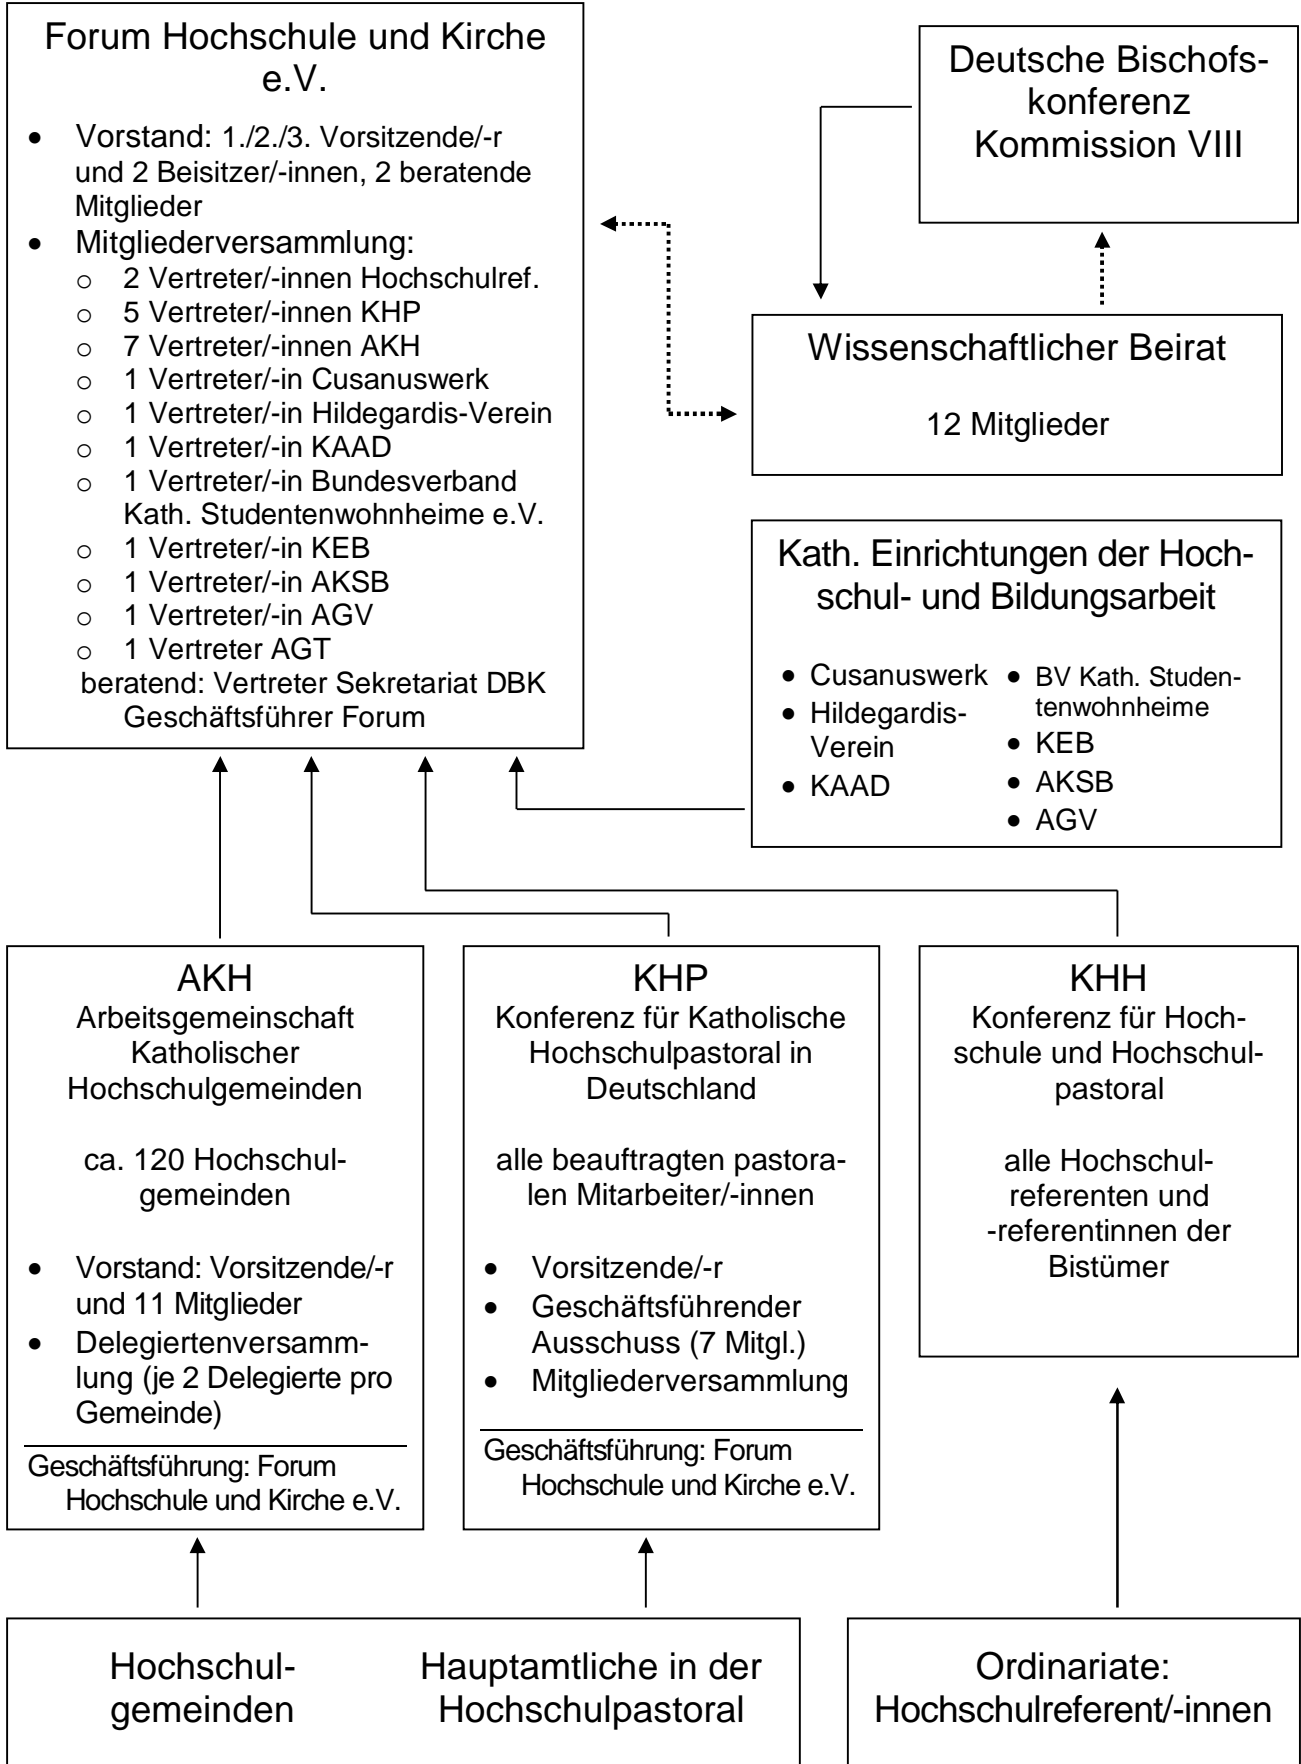 Forum Hochschule und Kirche
e.V.
• Vorstand: 1./2./3. Vorsitzende/-r
und 2 Beisitzer/-innen, 2 beratende
Mitglieder
• Mitgliederversammlung:
o 2 Vertreter/-innen Hochschulref.
o 5 Vertreter/-innen KHP
o 7 Vertreter/-innen AKH
o 1 Vertreter/-in Cusanuswerk
o 1 Vertreter/-in Hildegardis-Verein
o 1 Vertreter/-in KAAD
o 1 Vertreter/-in Bundesverband
Kath. Studentenwohnheime e.V.
o 1 Vertreter/-in KEB
o 1 Vertreter/-in AKSB
o 1 Vertreter/-in AGV
o 1 Vertreter AGT
beratend: Vertreter Sekretariat DBK
Geschäftsführer Forum
Deutsche Bischofs-
konferenz
Kommission VIII
Wissenschaftlicher Beirat
12 Mitglieder
Kath. Einrichtungen der Hoch-
schul- und Bildungsarbeit
• Cusanuswerk
• Hildegardis-
Verein
• KAAD
• BV Kath. Studen-
tenwohnheime
• KEB
• AKSB
• AGV
AKH
Arbeitsgemeinschaft
Katholischer
Hochschulgemeinden
ca. 120 Hochschul-
gemeinden
• Vorstand: Vorsitzende/-r
und 11 Mitglieder
• Delegiertenversamm-
lung (je 2 Delegierte pro
Gemeinde)
Geschäftsführung: Forum
Hochschule und Kirche e.V.
KHP
Konferenz für Katholische
Hochschulpastoral in
Deutschland
alle beauftragten pastora-
len Mitarbeiter/-innen
• Vorsitzende/-r
• Geschäftsführender
Ausschuss (7 Mitgl.)
• Mitgliederversammlung
Geschäftsführung: Forum
Hochschule und Kirche e.V.
KHH
Konferenz für Hoch-
schule und Hochschul-
pastoral
alle Hochschul-
referenten und
-referentinnen der
Bistümer
Hochschul-
gemeinden
Hauptamtliche in der
Hochschulpastoral
Ordinariate:
Hochschulreferent/-innen